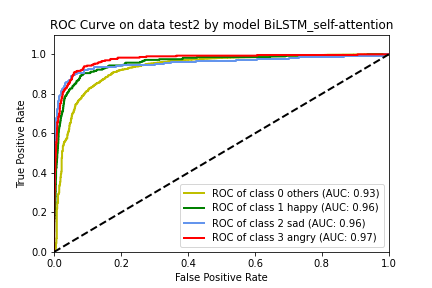 ROC Curve on data test2 by model BiLSTM_self-attention
True Positive Rate
1.0
0.8
0.6
0.4
0.2
0.0
ROC of class 0 others (AUC: 0.93)
ROC of class 1 happy (AUC: 0.96)
ROC of class 2 sad (AUC: 0.96)
ROC of class 3 angry (AUC: 0.97)
0.0 0.2 0.4 0.6 0.8 1.0
False Positive Rate